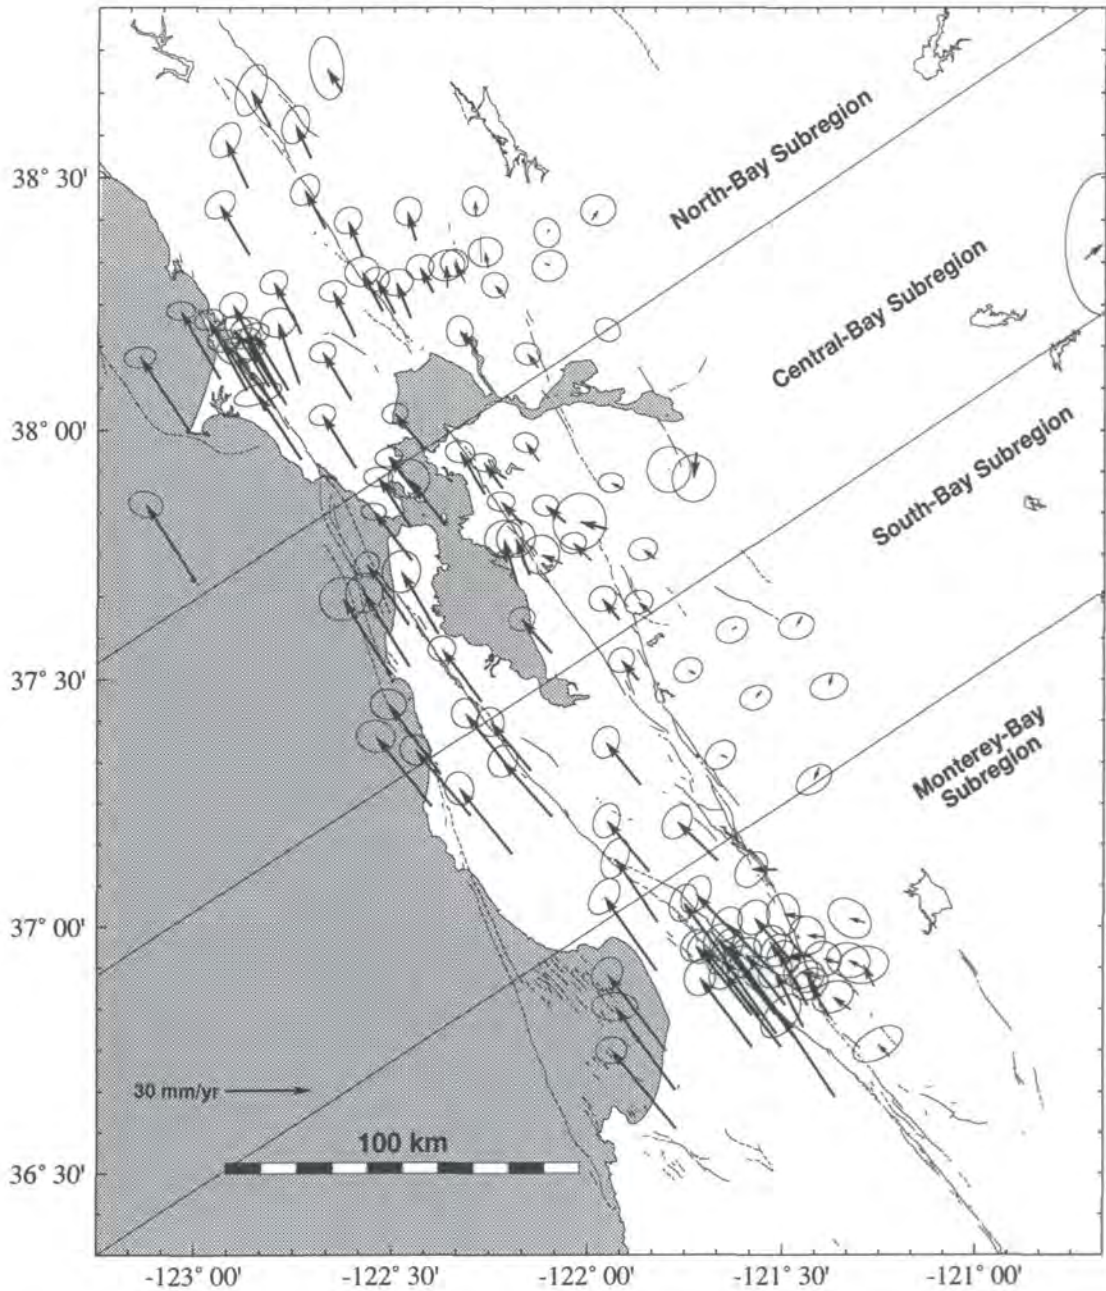 38° 30'
38° 00'
37° 30'
37° 00'
36° 30'
North-Bay Subregion
Central-Bay Subregion
South-Bay Subregion
Monterey-Bay
Subregion
30 mm/yr
100 km
-123° 00'
-122° 30'
-122° 00'
-121° 30'
-121° 00'